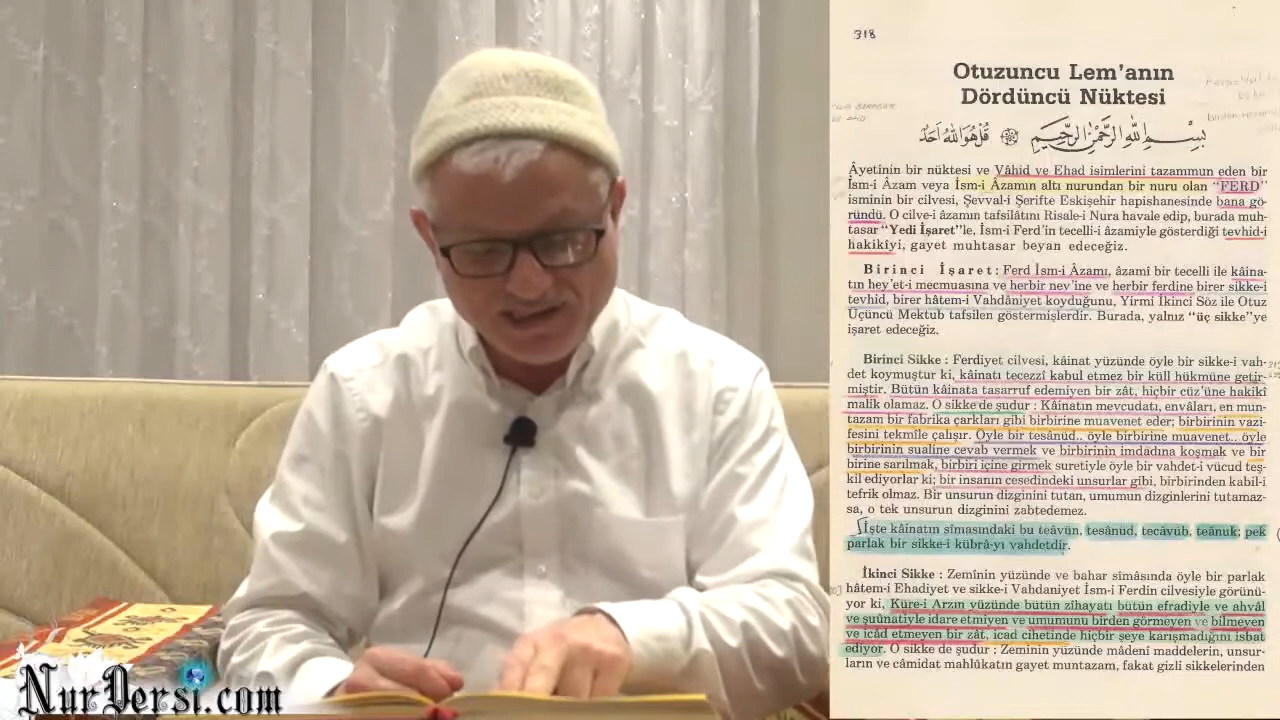 318
Otuzuncu Lem'anın
Dördüncü Nüktesi
بِسْمِ اللّٰهِ الرَّحْمٰنِ الرَّحِيمِ قُلْ هُوَ اللّٰهُ اَحَدٌ
Âyetinin bir nüktesi ve Vâhid ve Ehad isimlerini tazammun eden bir
İsm-i Âzam veya İsm-i Âzamın altı nurundan bir nuru olan "FERD"
isminin bir cilvesi, Şevval-i Şerifte Eskişehir hapishanesinde bana gö-
ründü. O cilve-i âzamın tafsilâtını Risale-i Nura havale edip, burada muh-
tasar "Yedi İşaret"le, İsm-i Ferd'in tecelli-i âzamiyle gösterdiği tevhid-i
hakikîyi, gayet muhtasar beyan edeceğiz.
Birinci İşaret: Ferd İsm-i Âzamı, âzamî bir tecelli ile kâina-
tın hey'et-i mecmuasına ve herbir nev'ine ve herbir ferdine birer sikke-i
tevhid, birer hâtem-i Vahdâniyet koyduğunu, Yirmi İkinci Söz ile Otuz
Üçüncü Mektub tafsilen göstermişlerdir. Burada, yalnız "üç sikke"ye
işaret edeceğiz.
Birinci Sikke : Ferdiyet cilvesi, kâinat yüzünde öyle bir sikke-i vah-
det koymuştur ki, kâinatı tecezzî kabul etmez bir küll hükmüne getir-
miştir. Bütün kâinata tasarruf edemiyen bir zât, hiçbir cüz'üne hakikî
malik olamaz. O sikke de şudur : Kâinatın mevcudatı, envâları, en mun-
tazam bir fabrika çarkları gibi birbirine muavenet eder; birbirinin vazi-
fesini tekmîle çalışır. Öyle bir tesânüd.. öyle birbirine muavenet.. öyle
birbirinin sualine cevab vermek ve birbirinin imdadına koşmak ve bir
birine sarılmak, birbiri içine girmek suretiyle öyle bir vahdet-i vücud teş-
kil ediyorlar ki; bir insanın cesedindeki unsurlar gibi, birbirinden kabil-i
tefrik olmaz. Bir unsurun dizginini tutan, umumun dizginlerini tutamaz-
sa, o tek unsurun dizginini zabtedemez.
İşte kâinatın sîmasındaki bu teâvün, tesânüd, tecâvüb, teânuk; pek
parlak bir sikke-i kübrâ-yı vahdetdir.
İkinci Sikke : Zemînin yüzünde ve bahar sîmâsında öyle bir parlak
hâtem-i Ehadiyet ve sikke-i Vahdaniyet İsm-i Ferdin cilvesiyle görünü-
yor ki, Küre-i Arzın yüzünde bütün zîhayatı bütün efradiyle ve ahvâl
ve şuûnatiyle idare etmiyen ve umumunu birden görmeyen ve bilmeyen
ve icâd etmeyen bir zât, icad cihetinde hiçbir şeye karışmadığını isbat
ediyor. O sikke de şudur : Zeminin yüzünde mâdenî maddelerin, unsur-
ların ve câmidat mahlûkatın gayet muntazam, fakat gizli sikkelerinden
NurDersi.com